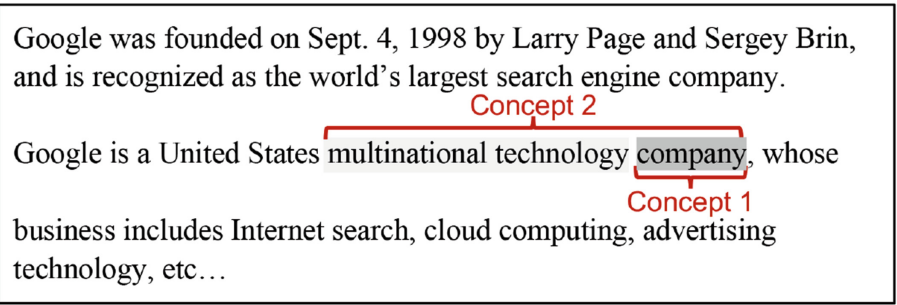 Google was founded on Sept. 4, 1998 by Larry Page and Sergey Brin,
and is recognized as the world's largest search engine company.
Concept 2
Google is a United States multinational technology company, whose
Concept 1
business includes Internet search, cloud computing, advertising
technology, etc…